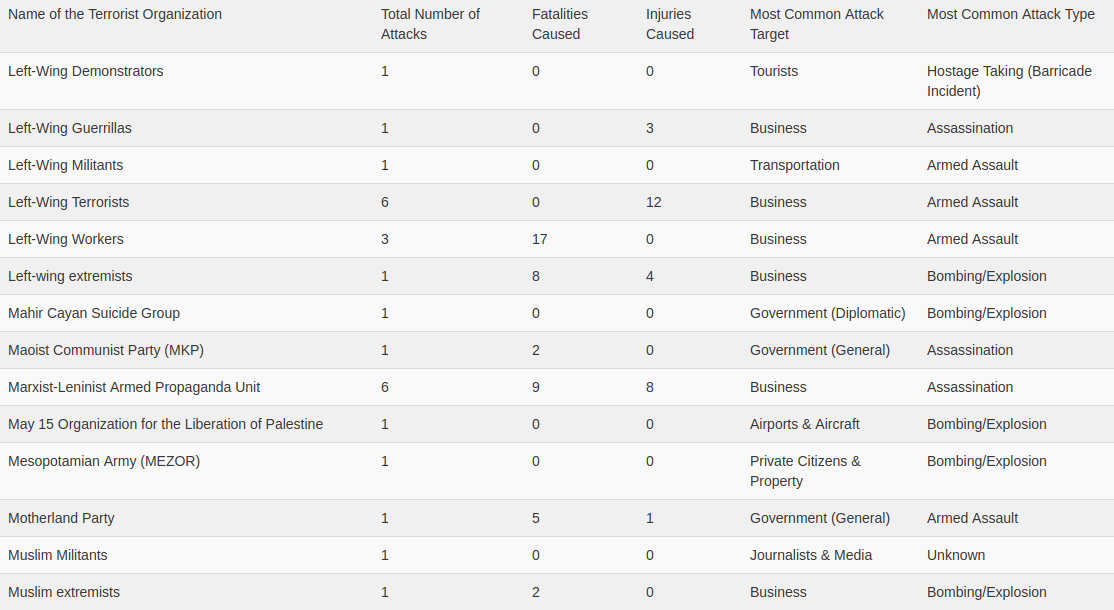 Name of the Terrorist Organization Total Number of Attacks Fatalities Caused Injuries Caused Most Common Attack Target Most Common Attack Type
Left-Wing Demonstrators 1 0 0 Tourists Hostage Taking (Barricade Incident)
Left-Wing Guerrillas 1 0 3 Business Assassination
Left-Wing Militants 1 0 0 Transportation Armed Assault
Left-Wing Terrorists 6 0 12 Business Armed Assault
Left-Wing Workers 3 17 0 Business Armed Assault
Left-wing extremists 1 8 4 Business Bombing/Explosion
Mahir Cayan Suicide Group 1 0 0 Government (Diplomatic) Bombing/Explosion
Maoist Communist Party (MKP) 1 2 0 Government (General) Assassination
Marxist-Leninist Armed Propaganda Unit 6 9 8 Business Assassination
May 15 Organization for the Liberation of Palestine 1 0 0 Airports & Aircraft Bombing/Explosion
Mesopotamian Army (MEZOR) 1 0 0 Private Citizens & Property Bombing/Explosion
Motherland Party 1 5 1 Government (General) Armed Assault
Muslim Militants 1 0 0 Journalists & Media Unknown
Muslim extremists 1 2 0 Business Bombing/Explosion